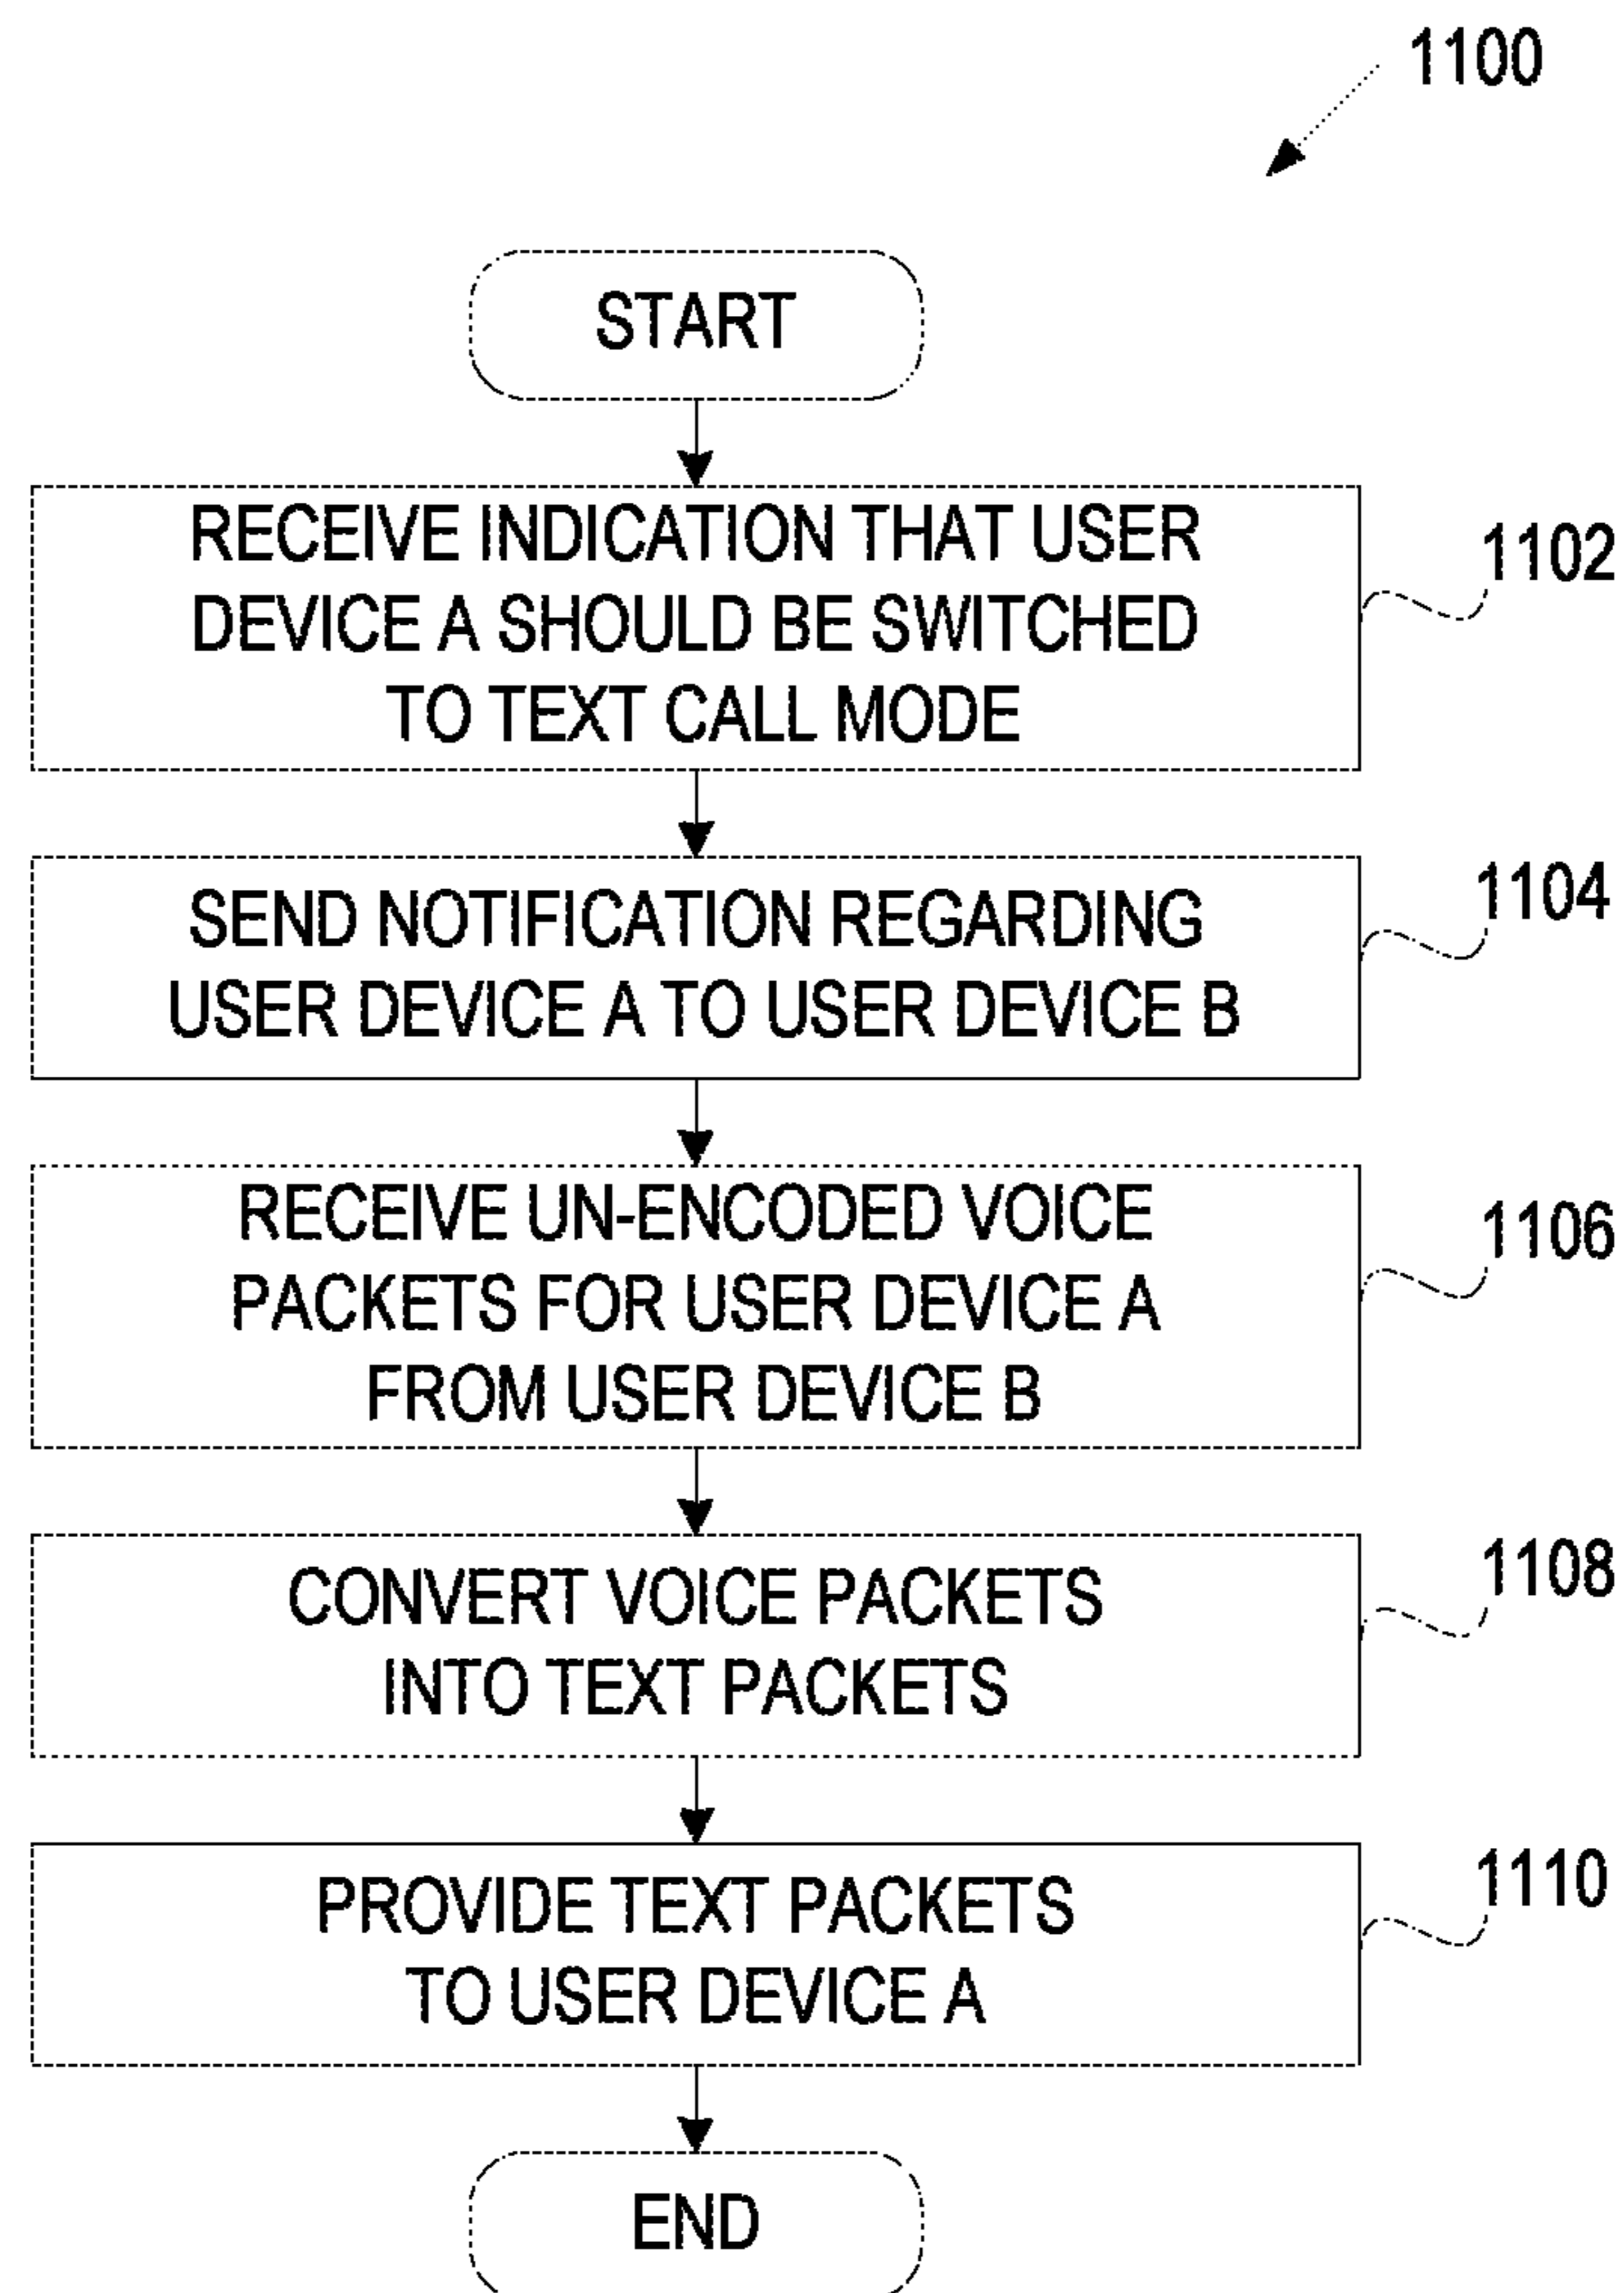 1100
START
RECEIVE INDICATION THAT USER
DEVICE A SHOULD BE SWITCHED
TO TEXT CALL MODE
1102
SEND NOTIFICATION REGARDING
USER DEVICE A TO USER DEVICE B
1104
RECEIVE UN-ENCODED VOICE
PACKETS FOR USER DEVICE A
FROM USER DEVICE B
1106
CONVERT VOICE PACKETS
INTO TEXT PACKETS
1108
PROVIDE TEXT PACKETS
TO USER DEVICE A
1110
END